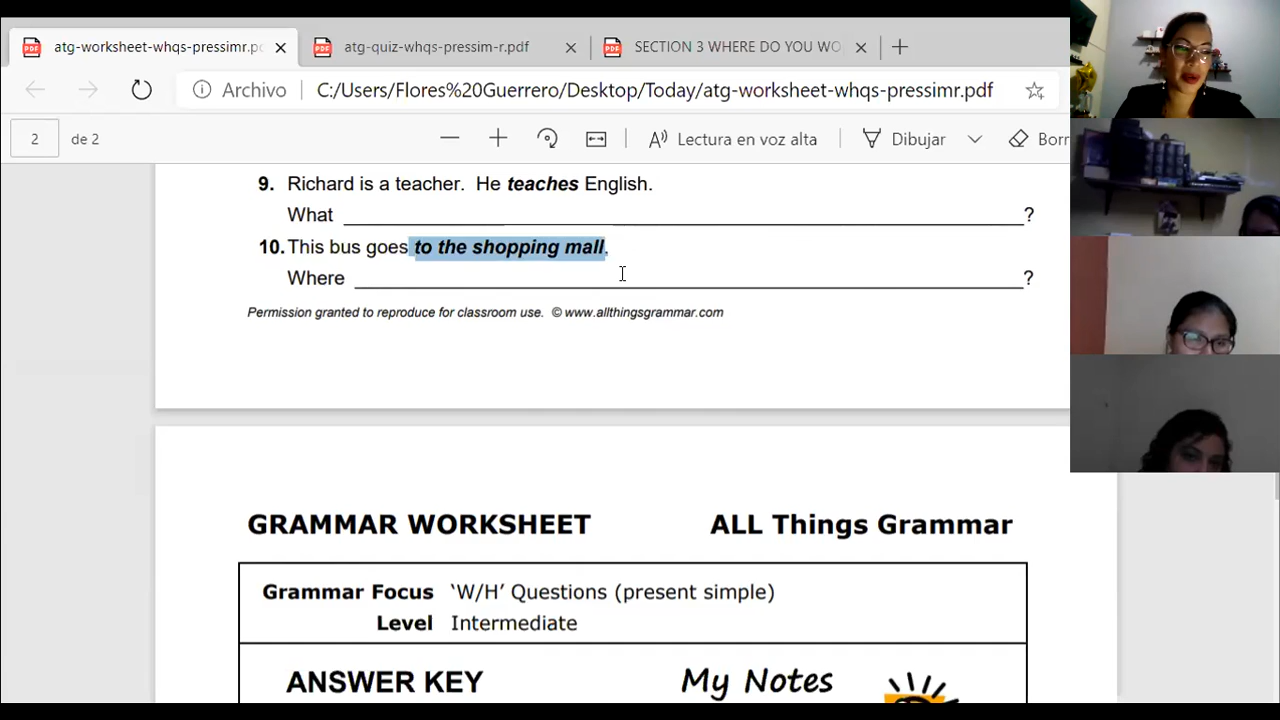 atg-worksheet-whqs-pressimr.p
atg-quiz-whqs-pressim-r.pdf
SECTION 3 WHERE DO YOU WO
Archivo
C:/Users/Flores%20Guerrero/Desktop/Today/atg-worksheet-whqs-pressimr.pdf
2 de 2
Lectura en voz alta
Dibujar
Borr
9. Richard is a teacher. He teaches English.
What ______________________________?
10. This bus goes to the shopping mall.
Where ______________________________?
Permission granted to reproduce for classroom use. © www.allthingsgrammar.com
GRAMMAR WORKSHEET
ALL Things Grammar
Grammar Focus ‘W/H’ Questions (present simple)
Level Intermediate
ANSWER KEY
My Notes